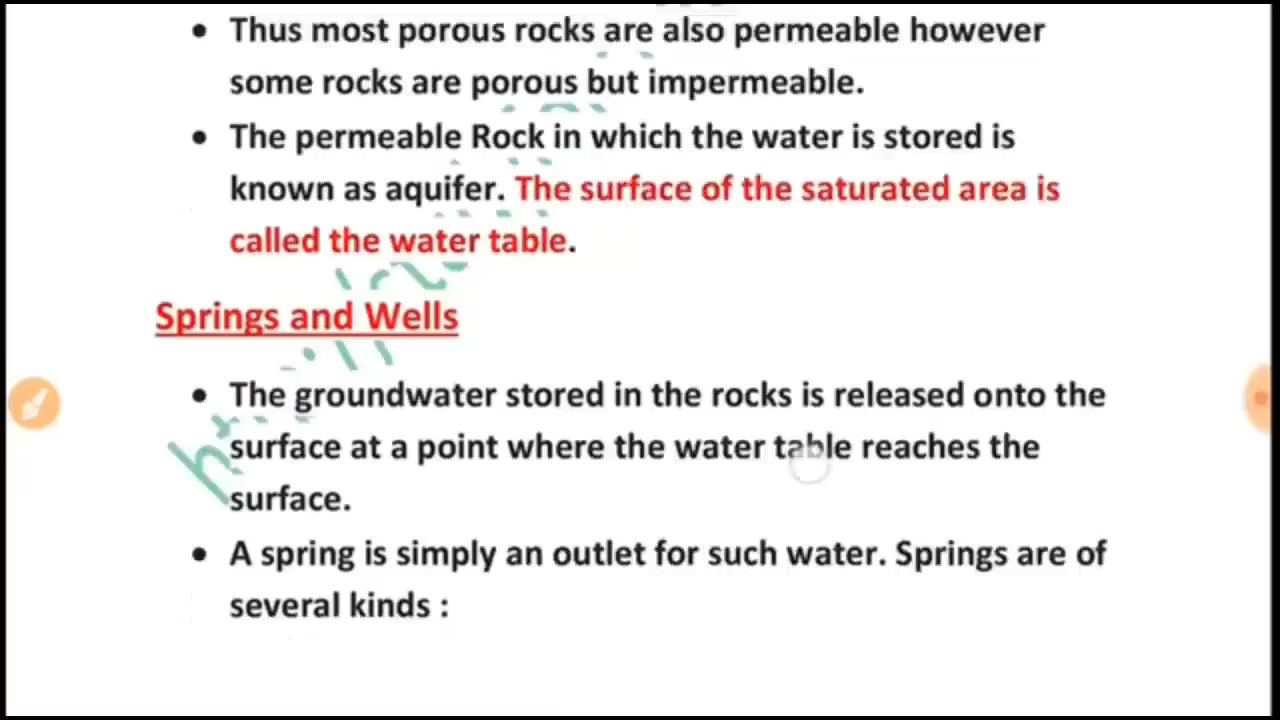 Thus most porous rocks are also permeable however
some rocks are porous but impermeable.
The permeable Rock in which the water is stored is
known as aquifer. The surface of the saturated area is
called the water table.
Springs and Wells
The groundwater stored in the rocks is released onto the
surface at a point where the water table reaches the
surface.
A spring is simply an outlet for such water. Springs are of
several kinds :